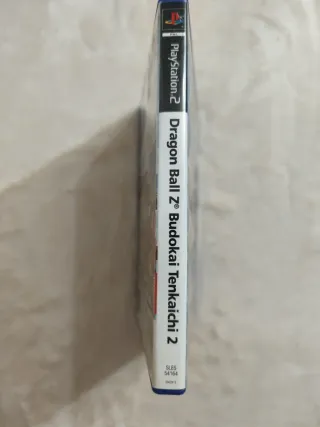 PlayStation.2
Dragon Ball Z® Budokai Tenkaichi 2
SLES
54164